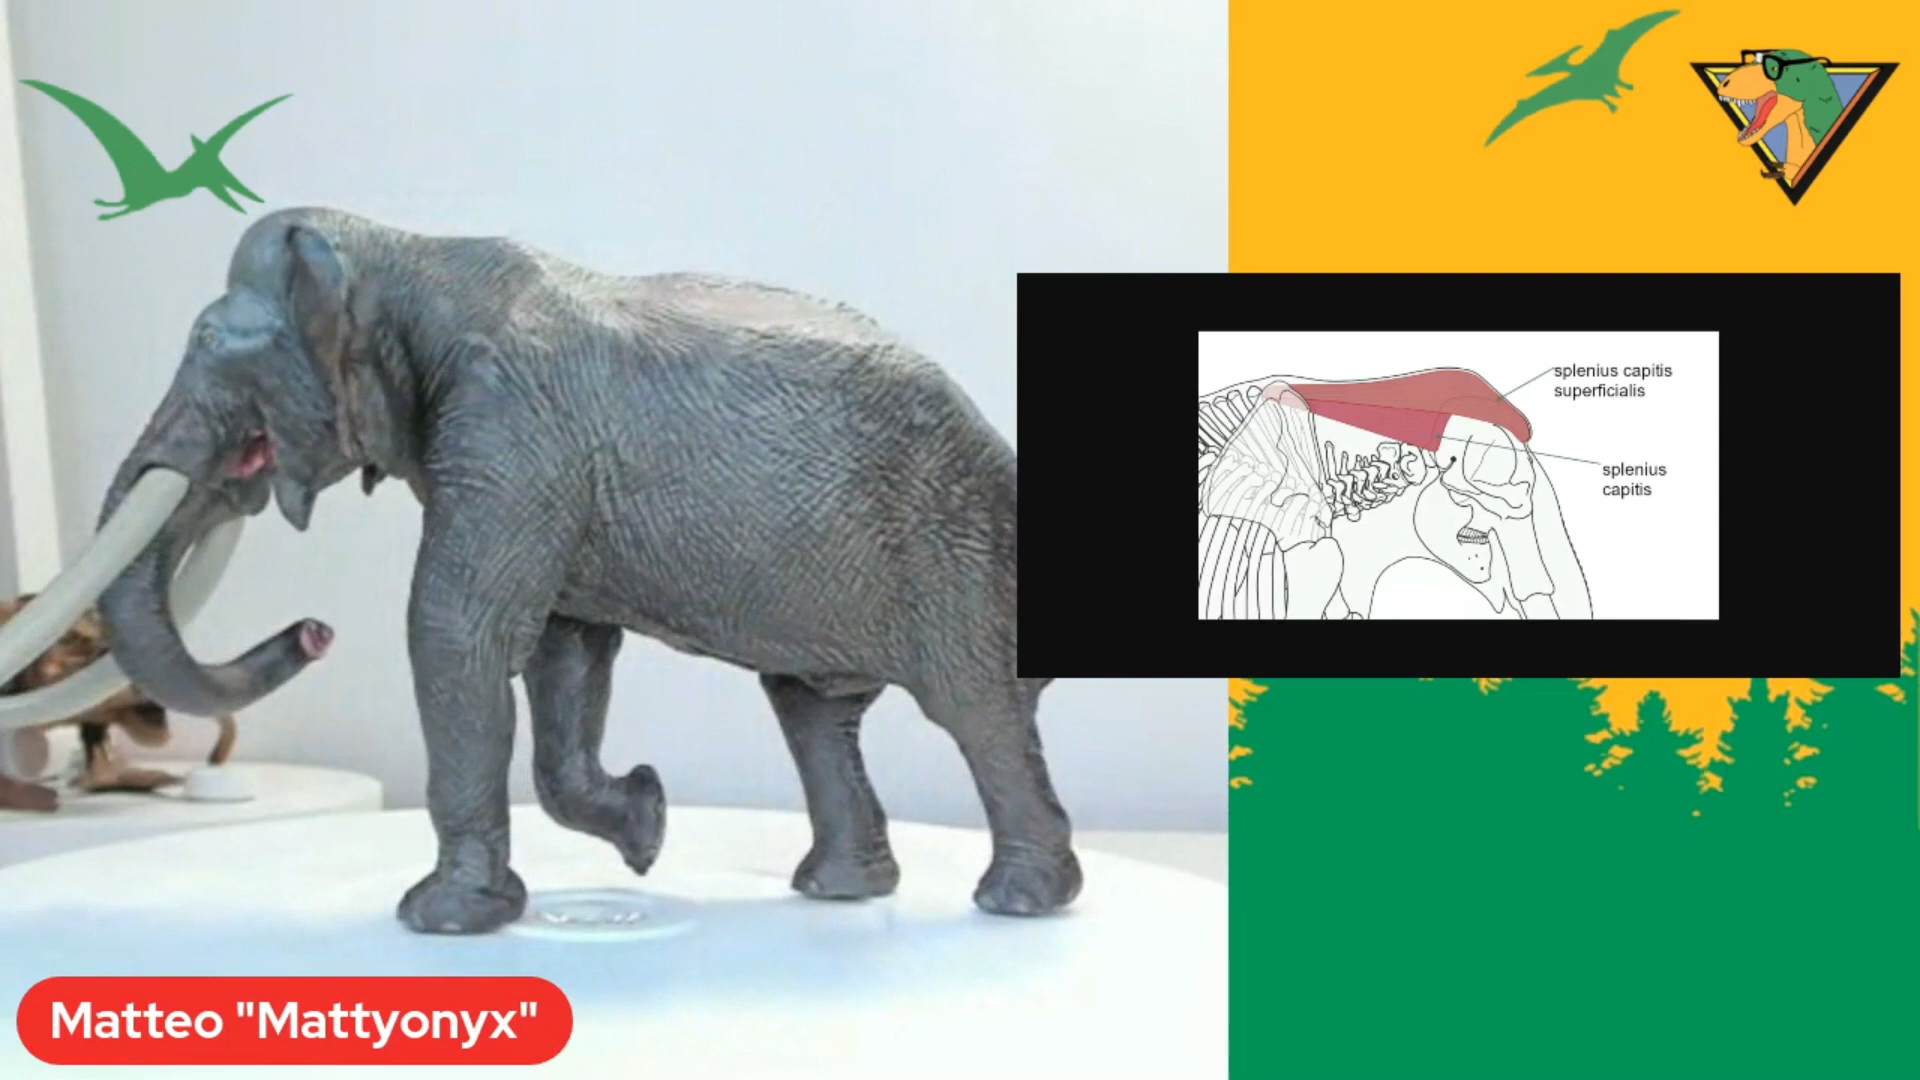 splenius capitis
superficialis
splenius
capitis
Matteo "Mattyonyx"